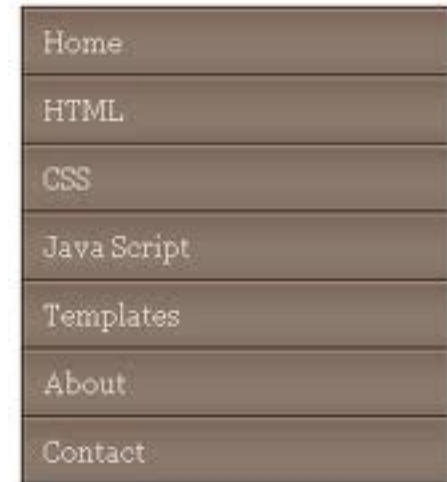 Home
HTML
CSS
Java Script
Templates
About
Contact